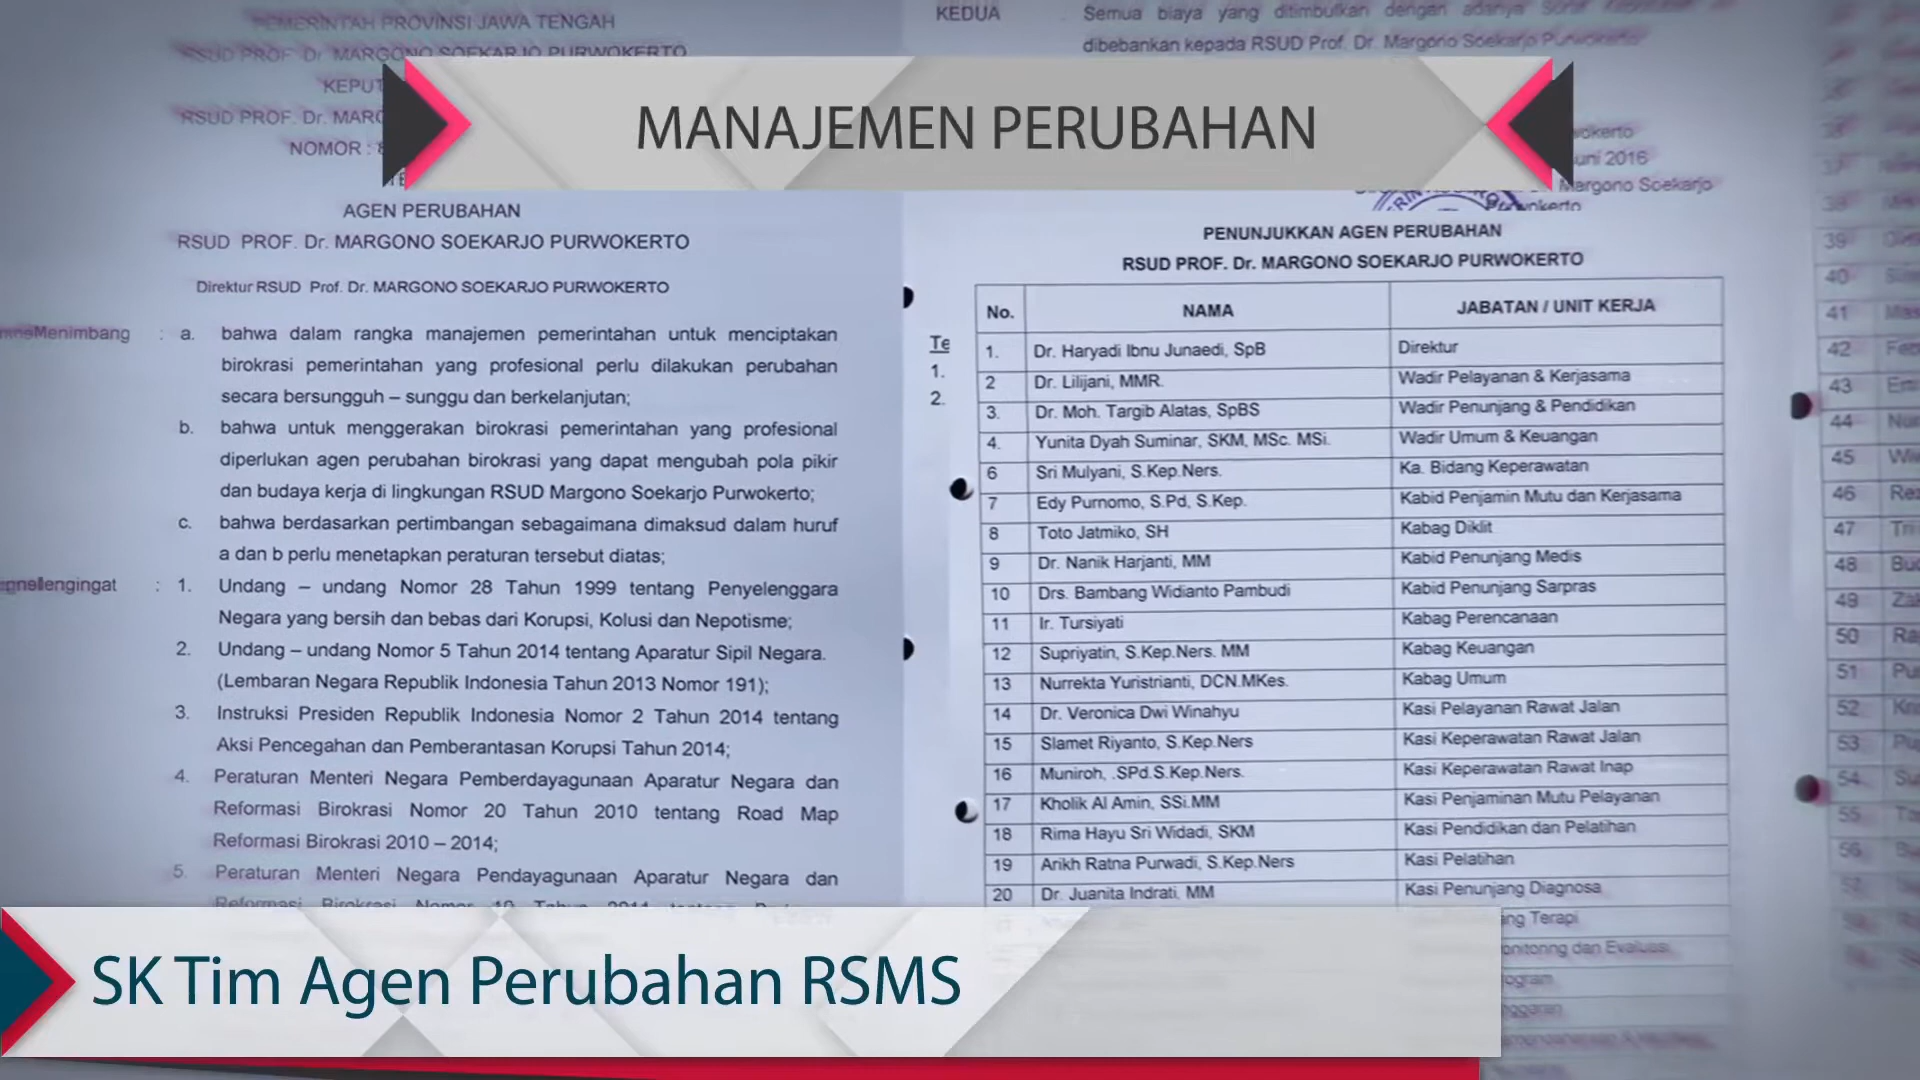 PEMERINTAH PROVINSI JAWA TENGAH
RSUD PROF. Dr. MARGONO SOEKARJO PURWOKERTO
KEPUT
RSUD PROF. Dr. MARG
NOMOR :
AGEN PERUBAHAN
RSUD PROF. Dr. MARGONO SOEKARJO PURWOKERTO
Direktur RSUD Prof. Dr. MARGONO SOEKARJO PURWOKERTO
Menimbang : a. bahwa dalam rangka manajemen pemerintahan untuk menciptakan
birokrasi pemerintahan yang profesional perlu dilakukan perubahan
secara bersungguh – sunggu dan berkelanjutan;
b. bahwa untuk menggerakan birokrasi pemerintahan yang profesional
diperlukan agen perubahan birokrasi yang dapat mengubah pola pikir
dan budaya kerja di lingkungan RSUD Margono Soekarjo Purwokerto;
c. bahwa berdasarkan pertimbangan sebagaimana dimaksud dalam huruf
a dan b perlu menetapkan peraturan tersebut diatas;
: 1. Undang – undang Nomor 28 Tahun 1999 tentang Penyelenggara
Negara yang bersih dan bebas dari Korupsi, Kolusi dan Nepotisme;
2. Undang – undang Nomor 5 Tahun 2014 tentang Aparatur Sipil Negara.
(Lembaran Negara Republik Indonesia Tahun 2013 Nomor 191);
3. Instruksi Presiden Republik Indonesia Nomor 2 Tahun 2014 tentang
Aksi Pencegahan dan Pemberantasan Korupsi Tahun 2014;
4. Peraturan Menteri Negara Pemberdayagunaan Aparatur Negara dan
Reformasi Birokrasi Nomor 20 Tahun 2010 tentang Road Map
Reformasi Birokrasi 2010 – 2014;
5. Peraturan Menteri Negara Pendayagunaan Aparatur Negara dan
KEDUA : Semua biaya yang ditimbulkan dengan adanya
dibebankan kepada RSUD Prof. Dr. Margono Soekarjo
MANAJEMEN PERUBAHAN
uni 2016
Margono Soekarjo
PENUNJUKKAN AGEN PERUBAHAN
RSUD PROF. Dr. MARGONO SOEKARJO PURWOKERTO
Te
1.
2.
No. NAMA JABATAN / UNIT KERJA
1. Dr. Haryadi Ibnu Junaedi, SpB Direktur
2 Dr. Lilijani, MMR. Wadir Pelayanan & Kerjasama
3. Dr. Moh. Targib Alatas, SpBS Wadir Penunjang & Pendidikan
4. Yunita Dyah Suminar, SKM, MSc. MSi. Wadir Umum & Keuangan
6 Sri Mulyani, S.Kep.Ners. Ka. Bidang Keperawatan
7 Edy Purnomo, S.Pd, S.Kep. Kabid Penjamin Mutu dan Kerjasama
8 Toto Jatmiko, SH Kabag Diklit
9 Dr. Nanik Harjanti, MM Kabid Penunjang Medis
10 Drs. Bambang Widianto Pambudi Kabid Penunjang Sarpras
11 Ir. Tursiyati Kabag Perencanaan
12 Supriyatin, S.Kep.Ners. MM Kabag Keuangan
13 Nurrekta Yuristrianti, DCN.MKes. Kabag Umum
14 Dr. Veronica Dwi Winahyu Kasi Pelayanan Rawat Jalan
15 Slamet Riyanto, S.Kep.Ners Kasi Keperawatan Rawat Jalan
16 Muniroh, .SPd.S.Kep.Ners. Kasi Keperawatan Rawat Inap
17 Kholik Al Amin, SSi.MM Kasi Penjaminan Mutu Pelayanan
18 Rima Hayu Sri Widadi, SKM Kasi Pendidikan dan Pelatihan
19 Arikh Ratna Purwadi, S.Kep.Ners Kasi Pelatihan
20 Dr. Juanita Indrati, MM Kasi Penunjang Diagnosa
ng Terapi
onitoring dan Evaluasi
ogram
39
40
41
42
43
44
45
46
47
48
49
50
51
52
53
54
55
56
SK Tim Agen Perubahan RSMS